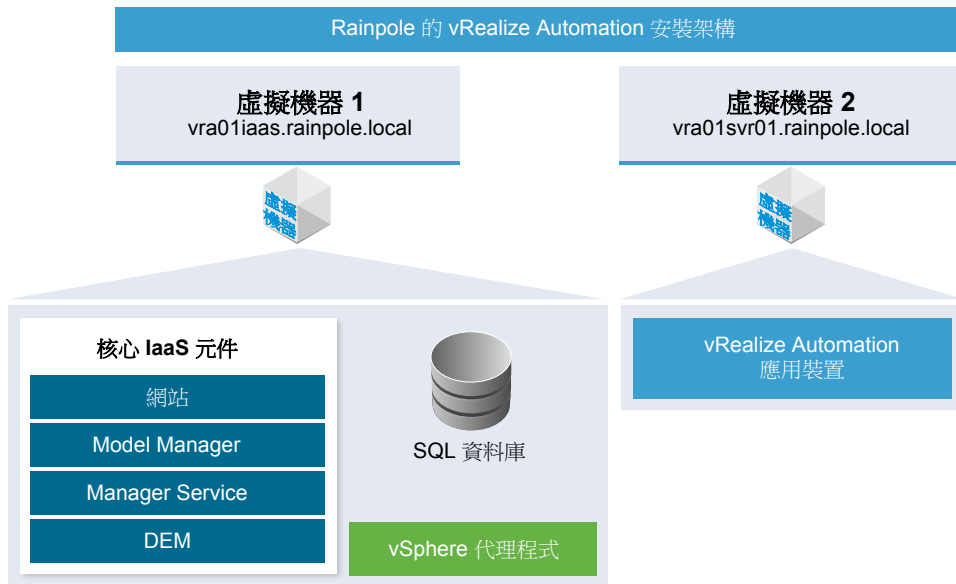 Rainpole 的 vRealize Automation 安裝架構
虛擬機器 1
vra01iaas.rainpole.local
虛擬機器 2
vra01svr01.rainpole.local
虛擬
機器
虛擬
機器
核心 IaaS 元件
網站
Model Manager
Manager Service
DEM
SQL 資料庫
vSphere 代理程式
vRealize Automation
應用裝置